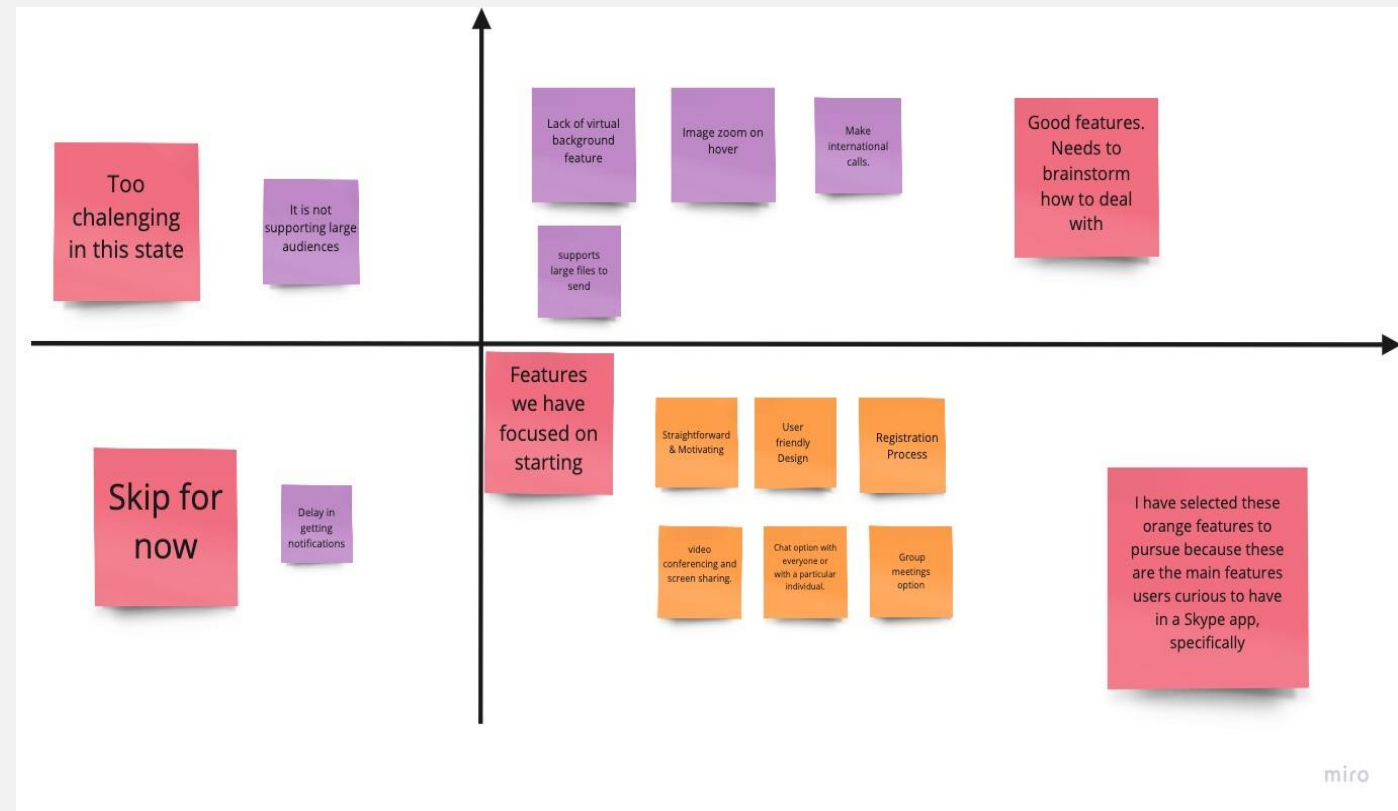 Too
chalenging
in this state
It is not
supporting large
audiences
Lack of virtual
background
feature
Image zoom on
hover
Make
international
calls.
supports
large files to
send
Good features.
Needs to
brainstorm
how to deal
with
Skip for
now
Delay in
getting
notifications
Features
we have
focused on
starting
Straightforward
& Motivating
User
friendly
Design
Registration
Process
video
conferencing and
screen sharing.
Chat option with
everyone or
with a particular
individual.
Group
meetings
option
I have selected these
orange features to
pursue because these
are the main features
users curious to have
in a Skype app,
specifically
miro